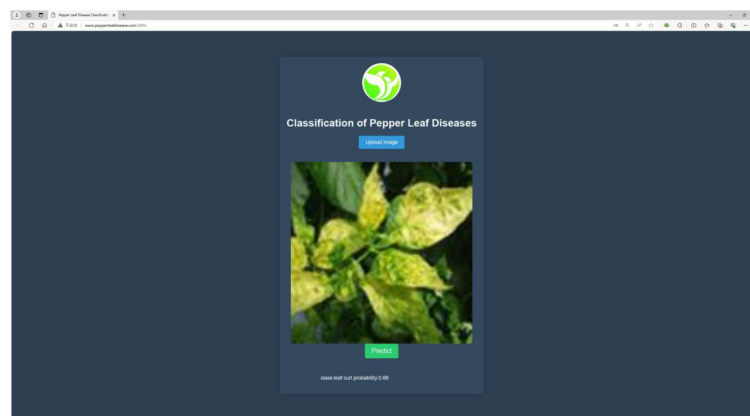 Pepper Leaf Disease Classificati
www.pepperleafdisease.com
Classification of Pepper Leaf Diseases
Upload Image
Predict
class:leaf curl probability:0.86